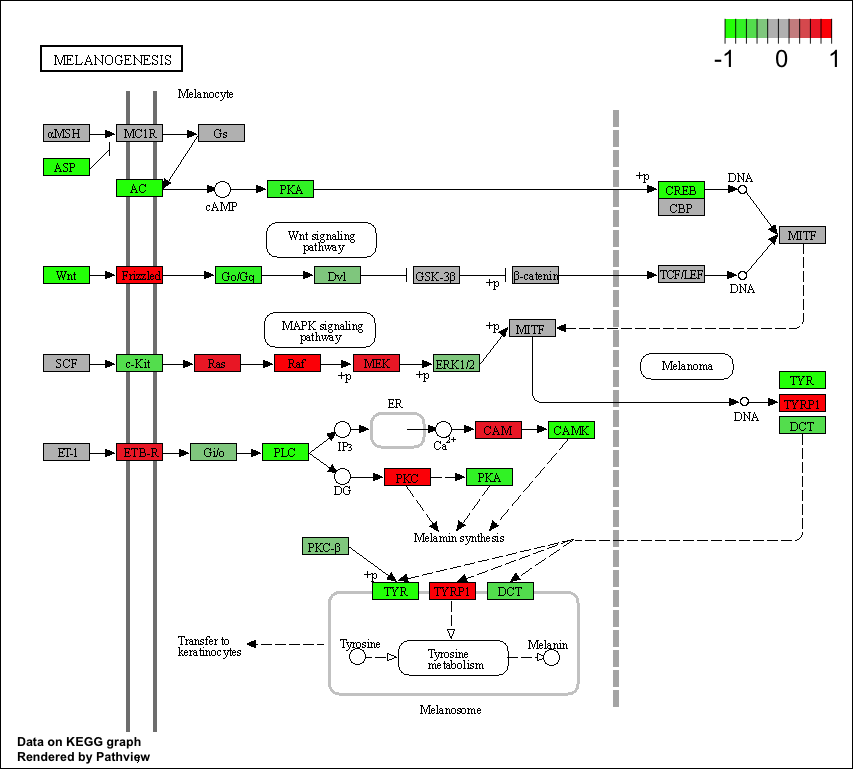 -1 0 1
MELANOGENESIS
Melanocyte
αMSH MC1R Gs
ASP
AC cAMP PKA +p CREB DNA
CBP
MITF
Wnt signaling
pathway
Wnt Frizzled Go/Gq Dvl GSK-3β +p β-catenin TCF/LEF DNA
MAPK signaling
pathway
+p MITF
SCF c-Kit Ras Raf +p MEK +p ERK1/2
Melanoma
TYR
DNA TYRP1
DCT
ER
ET-1 ETB-R Gi/o PLC IP3 Ca2+ CAM CAMK
DG PKC PKA
Melamin synthesis
PKC-β
+p TYR TYRP1 DCT
Transfer to
keratinocytes
Tyrosine
Tyrosine
metabolism
Melanin
Melanosome
Data on KEGG graph
Rendered by Pathview